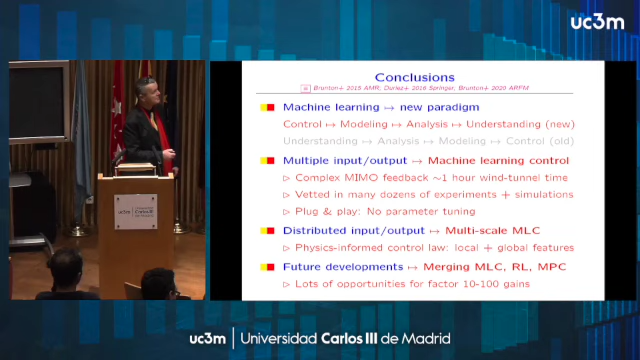 uc3m
Conclusions
Brunton+ 2015 AMR, Duriez+ 2016 Springer, Brunton+ 2020 ARFM
Machine learning ↦ new paradigm
Control ↦ Modeling ↦ Analysis ↦ Understanding (new)
Understanding ↦ Analysis ↦ Modeling ↦ Control (old)
Multiple input/output ↦ Machine learning control
▷ Complex MIMO feedback ~1 hour wind-tunnel time
▷ Vetted in many dozens of experiments + simulations
▷ Plug & play: No parameter tuning
Distributed input/output ↦ Multi-scale MLC
▷ Physics-informed control law: local + global features
Future developments ↦ Merging MLC, RL, MPC
▷ Lots of opportunities for factor 10-100 gains
uc3m Carlos III
uc3m | Universidad Carlos III de Madrid